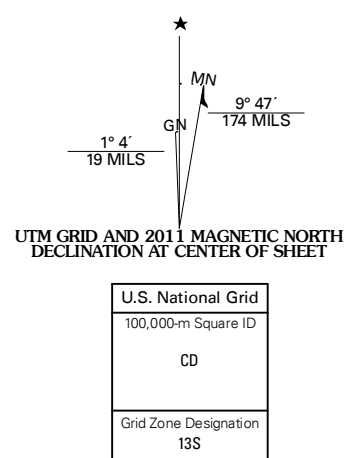 ★
MN
9° 47´
174 MILS
GN
1° 4´
19 MILS
UTM GRID AND 2011 MAGNETIC NORTH
DECLINATION AT CENTER OF SHEET
U.S. National Grid
100,000-m Square ID
CD
Grid Zone Designation
13S